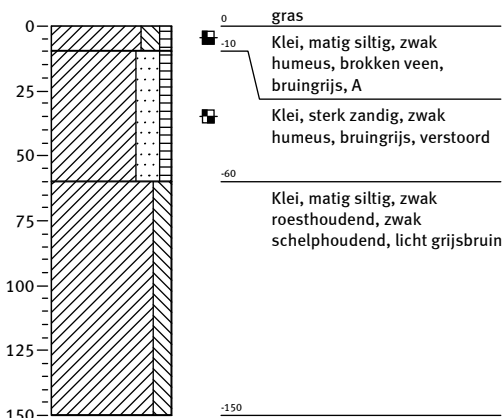 0
25
50
75
100
125
150
0
gras
-10
Klei, matig siltig, zwak
humeus, brokken veen,
bruingrijs, A
Klei, sterk zandig, zwak
humeus, bruingrijs, verstoord
-60
Klei, matig siltig, zwak
roesthoudend, zwak
schelphoudend, licht grijsbruin
-150